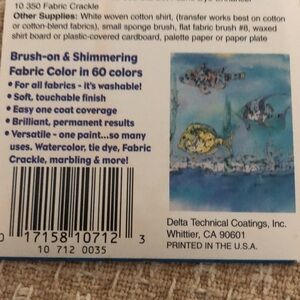 10 350 Fabric Crackle
Other Supplies: White woven cotton shirt, (transfer works best on cotton
or cotton-blend fabrics), small sponge brush, flat fabric brush #8, waxed
shirt board or plastic-covered cardboard, palette paper or paper plate
Brush-on & Shimmering
Fabric Color in 60 colors
• For all fabrics - it's washable!
• Soft, touchable finish
• Easy one coat coverage
• Brilliant, permanent results
• Versatile - one paint...so many
uses. Watercolor, tie dye, Fabric
Crackle, marbling & more!
0 17158 10712 3
10 712 0035
Delta Technical Coatings, Inc.
Whittier, CA 90601
PRINTED IN THE U.S.A.